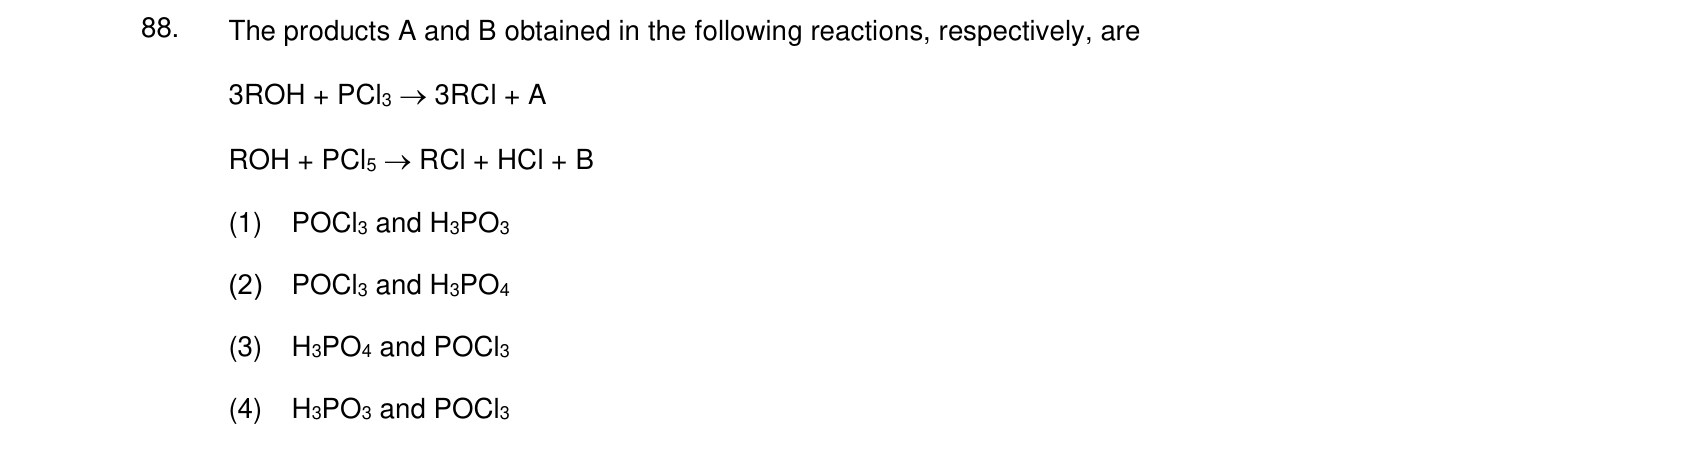 88. The products A and B obtained in the following reactions, respectively, are
3ROH + PCl₃ → 3RCl + A
ROH + PCl₅ → RCl + HCl + B
(1) POCl₃ and H₃PO₃
(2) POCl₃ and H₃PO₄
(3) H₃PO₄ and POCl₃
(4) H₃PO₃ and POCl₃